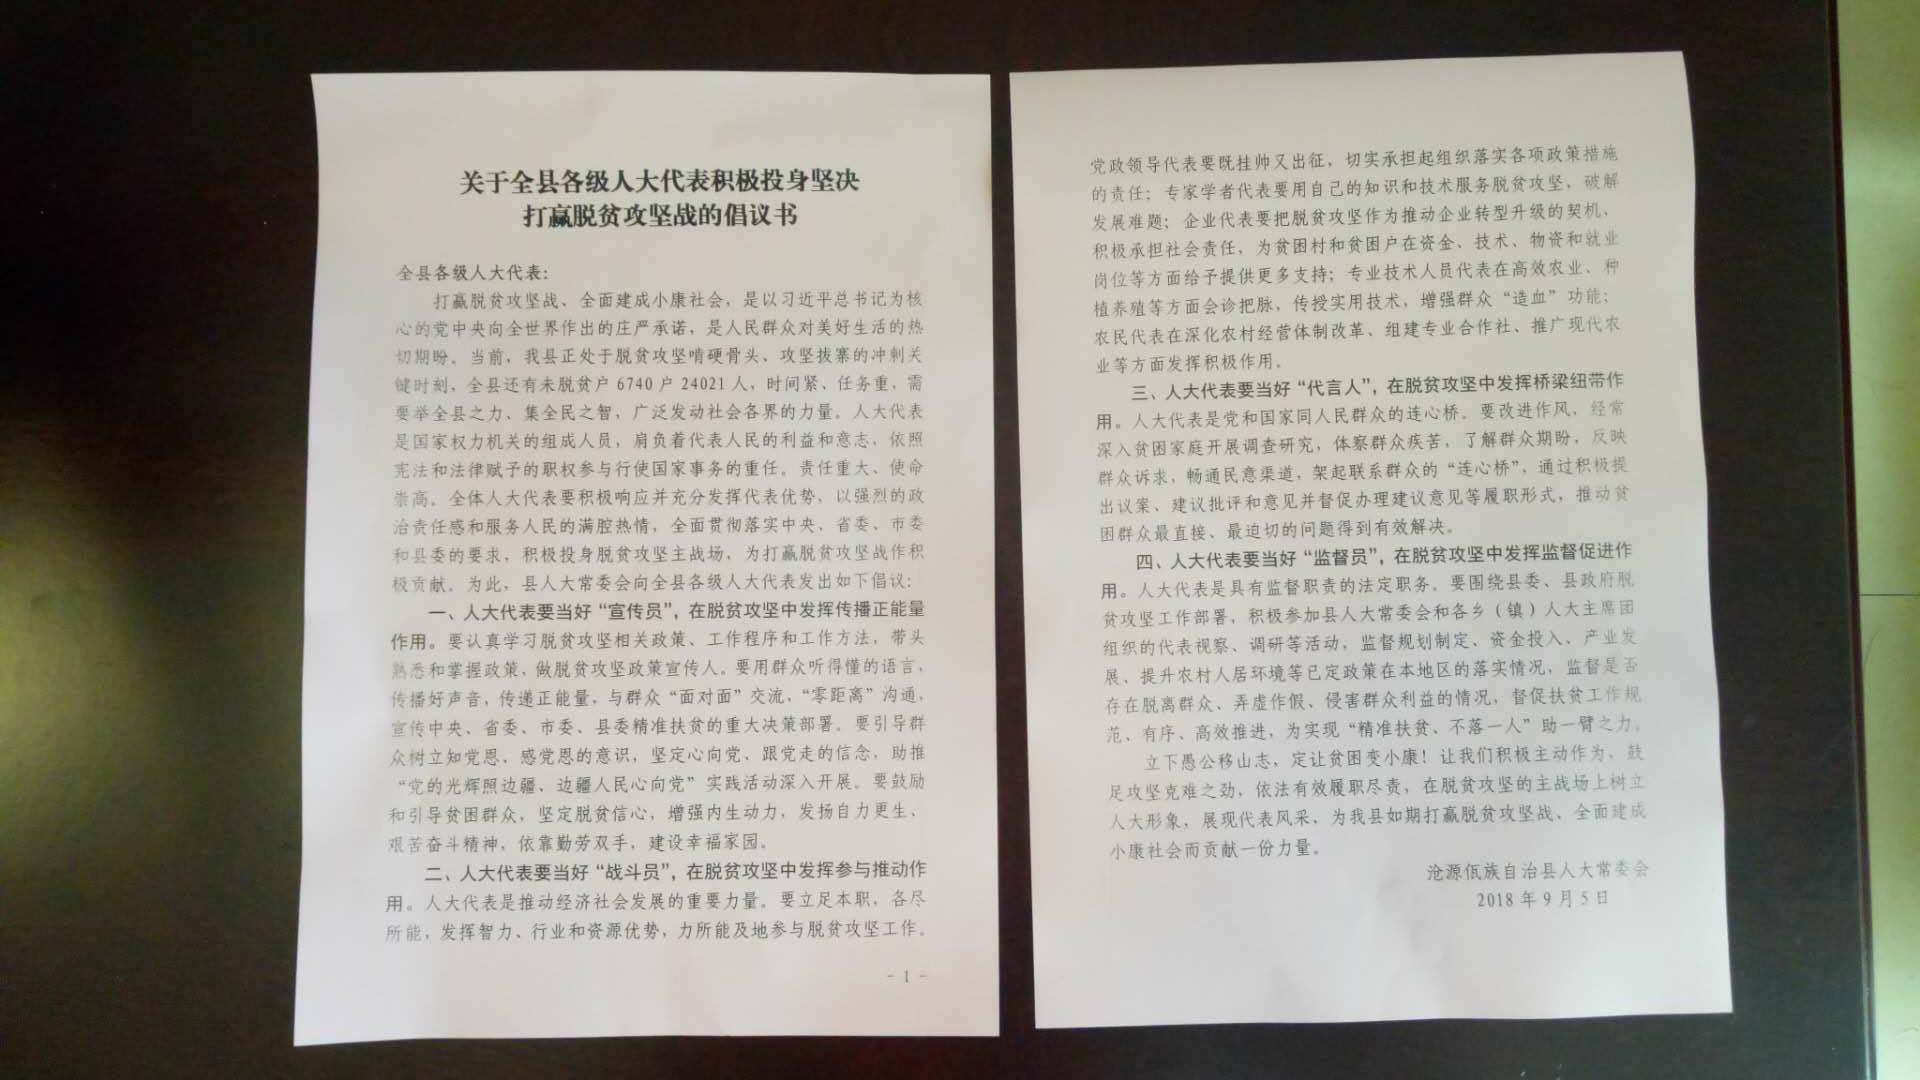 关于全县各级人大代表积极投身坚决
打赢脱贫攻坚战的倡议书
全县各级人大代表：
打赢脱贫攻坚战、全面建成小康社会，是以习近平总书记为核
心的党中央向全世界作出的庄严承诺，是人民群众对美好生活的热
切期盼。当前，我县正处于脱贫攻坚啃硬骨头、攻坚拔寨的冲刺关
键时刻，全县还有未脱贫户 6740 户 24021 人，时间紧、任务重，需
要举全县之力、集全民之智，广泛发动社会各界的力量。人大代表
是国家权力机关的组成人员，肩负着代表人民的利益和意志，依照
宪法和法律赋予的职权参与行使国家事务的重任。责任重大、使命
崇高。全体人大代表要积极响应并充分发挥代表优势，以强烈的政
治责任感和服务人民的满腔热情，全面贯彻落实中央、省委、市委
和县委的要求，积极投身脱贫攻坚主战场，为打赢脱贫攻坚战作积
极贡献。为此，县人大常委会向全县各级人大代表发出如下倡议：
一、人大代表要当好“宣传员”，在脱贫攻坚中发挥传播正能量
作用。要认真学习脱贫攻坚相关政策、工作程序和工作方法，带头
熟悉和掌握政策，做脱贫攻坚政策宣传人。要用群众听得懂的语言，
传播好声音，传递正能量，与群众“面对面”交流，“零距离”沟通，
宣传中央、省委、市委、县委精准扶贫的重大决策部署。要引导群
众树立知党恩、感党恩的意识，坚定心向党、跟党走的信念，助推
“党的光辉照边疆、边疆人民心向党”实践活动深入开展。要鼓励
和引导贫困群众，坚定脱贫信心，增强内生动力，发扬自力更生、
艰苦奋斗精神，依靠勤劳双手，建设幸福家园。
二、人大代表要当好“战斗员”，在脱贫攻坚中发挥参与推动作
用。人大代表是推动经济社会发展的重要力量。要立足本职，各尽
所能，发挥智力、行业和资源优势，力所能及地参与脱贫攻坚工作。
- 1 -
党政领导代表要既挂帅又出征，切实承担起组织落实各项政策措施
的责任；专家学者代表要用自己的知识和技术服务脱贫攻坚，破解
发展难题；企业代表要把脱贫攻坚作为推动企业转型升级的契机、
积极承担社会责任，为贫困村和贫困户在资金、技术、物资和就业
岗位等方面给予提供更多支持；专业技术人员代表在高效农业、种
植养殖等方面会诊把脉，传授实用技术，增强群众“造血”功能；
农民代表在深化农村经营体制改革、组建专业合作社、推广现代农
业等方面发挥积极作用。
三、人大代表要当好“代言人”，在脱贫攻坚中发挥桥梁纽带作
用。人大代表是党和国家同人民群众的连心桥。要改进作风，经常
深入贫困家庭开展调查研究，体察群众疾苦，了解群众期盼，反映
群众诉求，畅通民意渠道，架起联系群众的“连心桥”，通过积极提
出议案、建议批评和意见并督促办理建议意见等履职形式，推动贫
困群众最直接、最迫切的问题得到有效解决。
四、人大代表要当好“监督员”，在脱贫攻坚中发挥监督促进作
用。人大代表是具有监督职责的法定职务。要围绕县委、县政府脱
贫攻坚工作部署，积极参加县人大常委会和各乡（镇）人大主席团
组织的代表视察、调研等活动，监督规划制定、资金投入、产业发
展、提升农村人居环境等已定政策在本地区的落实情况，监督是否
存在脱离群众、弄虚作假、侵害群众利益的情况，督促扶贫工作规
范、有序、高效推进，为实现“精准扶贫、不落一人”助一臂之力。
立下愚公移山志，定让贫困变小康！让我们积极主动作为、鼓
足攻坚克难之劲，依法有效履职尽责，在脱贫攻坚的主战场上树立
人大形象，展现代表风采，为我县如期打赢脱贫攻坚战、全面建成
小康社会而贡献一份力量。
沧源佤族自治县人大常委会
2018 年 9 月 5 日